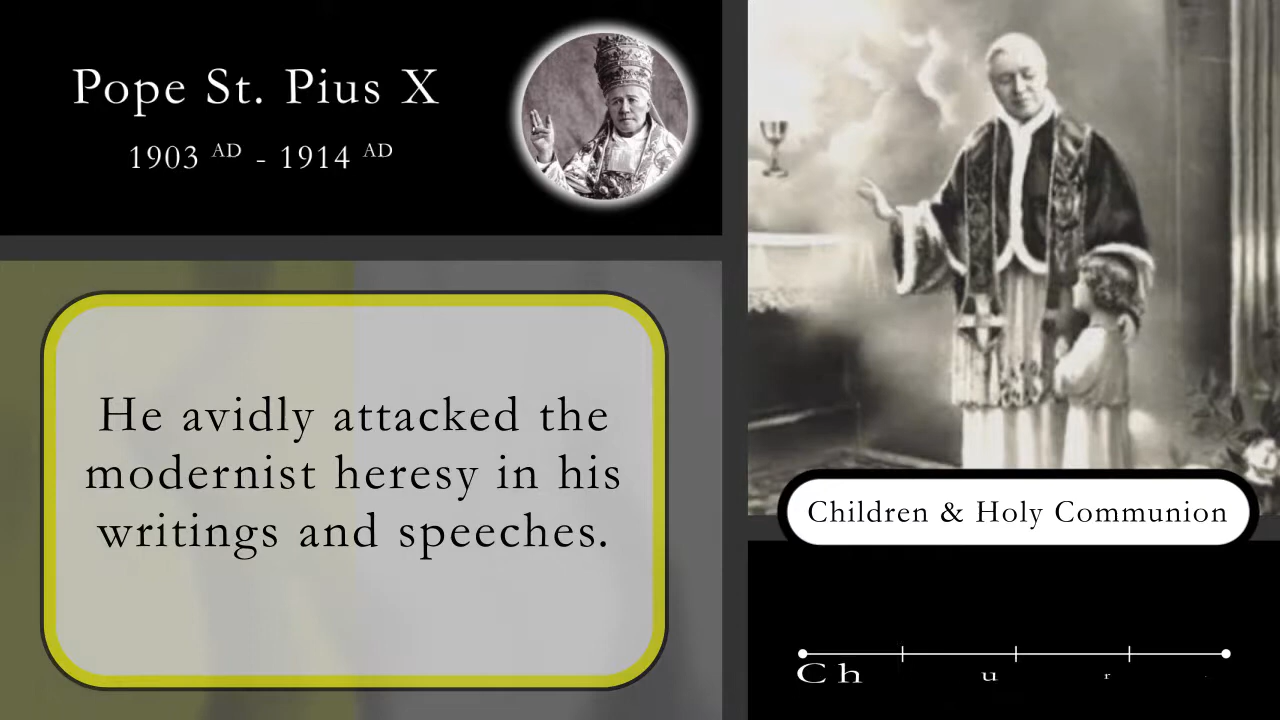 Pope St. Pius X
1903 AD - 1914 AD
He avidly attacked the
modernist heresy in his
writings and speeches.
Children & Holy Communion
Ch u r